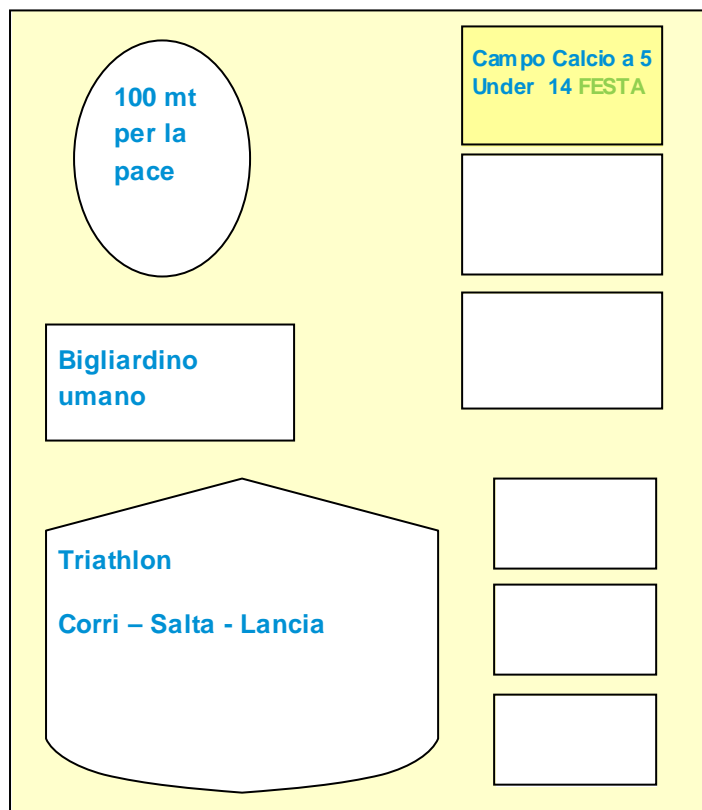 100 mt
per la
pace
Campo Calcio a 5
Under 14 FESTA
Bigliardino
umano
Triathlon
Corri – Salta - Lancia